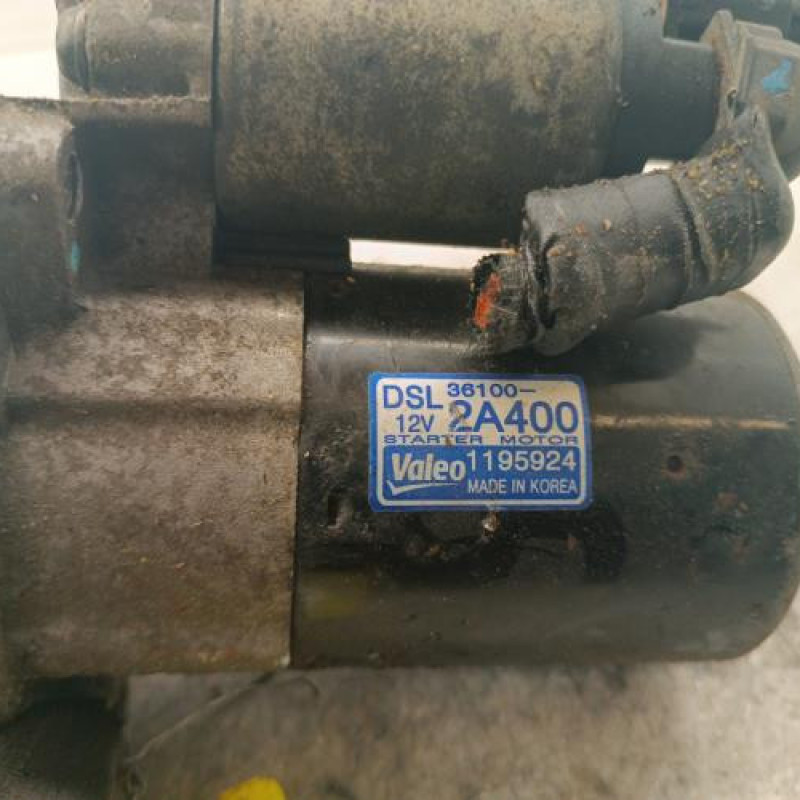 DSL 36100-
12V 2A400
STARTER MOTOR
Valeo 1195924
MADE IN KOREA